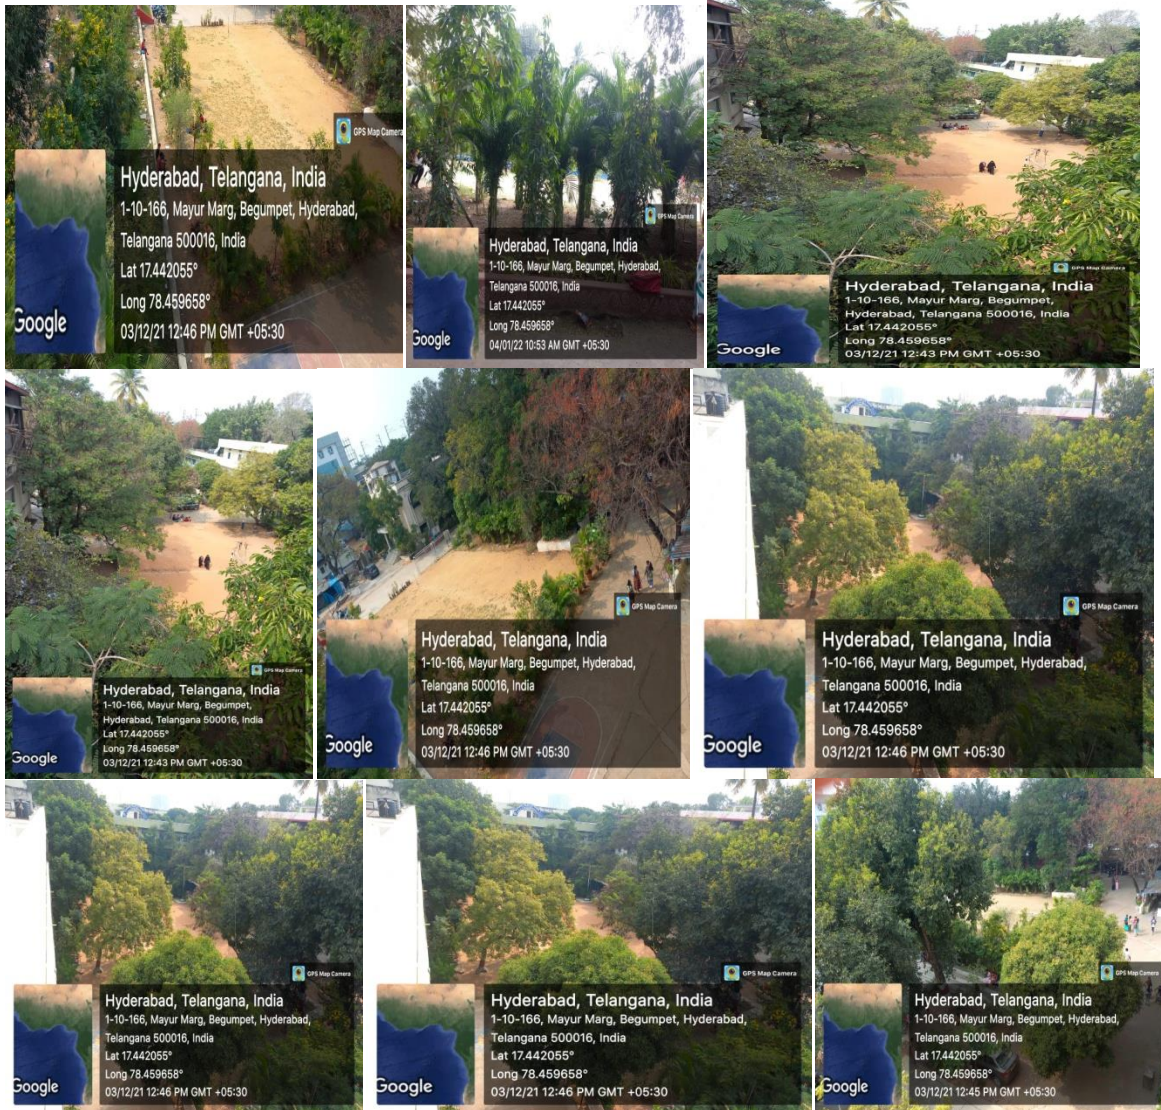 GPS Map Camera
Hyderabad, Telangana, India
1-10-166, Mayur Marg, Begumpet, Hyderabad,
Telangana 500016, India
Lat 17.442055°
Long 78.459658°
03/12/21 12:46 PM GMT +05:30
Google
GPS Map Camera
Hyderabad, Telangana, India
1-10-166, Mayur Marg, Begumpet, Hyderabad,
Telangana 500016, India
Lat 17.442055°
Long 78.459658°
04/01/22 10:53 AM GMT +05:30
Google
GPS Map Camera
Hyderabad, Telangana, India
1-10-166, Mayur Marg, Begumpet,
Hyderabad, Telangana 500016, India
Lat 17.442055°
Long 78.459658°
03/12/21 12:43 PM GMT +05:30
Google
GPS Map Camera
Hyderabad, Telangana, India
1-10-166, Mayur Marg, Begumpet,
Hyderabad, Telangana 500016, India
Lat 17.442055°
Long 78.459658°
03/12/21 12:43 PM GMT +05:30
Google
GPS Map Camera
Hyderabad, Telangana, India
1-10-166, Mayur Marg, Begumpet, Hyderabad,
Telangana 500016, India
Lat 17.442055°
Long 78.459658°
03/12/21 12:46 PM GMT +05:30
Google
GPS Map Camera
Hyderabad, Telangana, India
1-10-166, Mayur Marg, Begumpet, Hyderabad,
Telangana 500016, India
Lat 17.442055°
Long 78.459658°
03/12/21 12:46 PM GMT +05:30
Google
GPS Map Camera
Hyderabad, Telangana, India
1-10-166, Mayur Marg, Begumpet, Hyderabad,
Telangana 500016, India
Lat 17.442055°
Long 78.459658°
03/12/21 12:46 PM GMT +05:30
Google
GPS Map Camera
Hyderabad, Telangana, India
1-10-166, Mayur Marg, Begumpet, Hyderabad,
Telangana 500016, India
Lat 17.442055°
Long 78.459658°
03/12/21 12:46 PM GMT +05:30
Google
GPS Map Camera
Hyderabad, Telangana, India
1-10-166, Mayur Marg, Begumpet, Hyderabad,
Telangana 500016, India
Lat 17.442055°
Long 78.459658°
03/12/21 12:45 PM GMT +05:30
Google